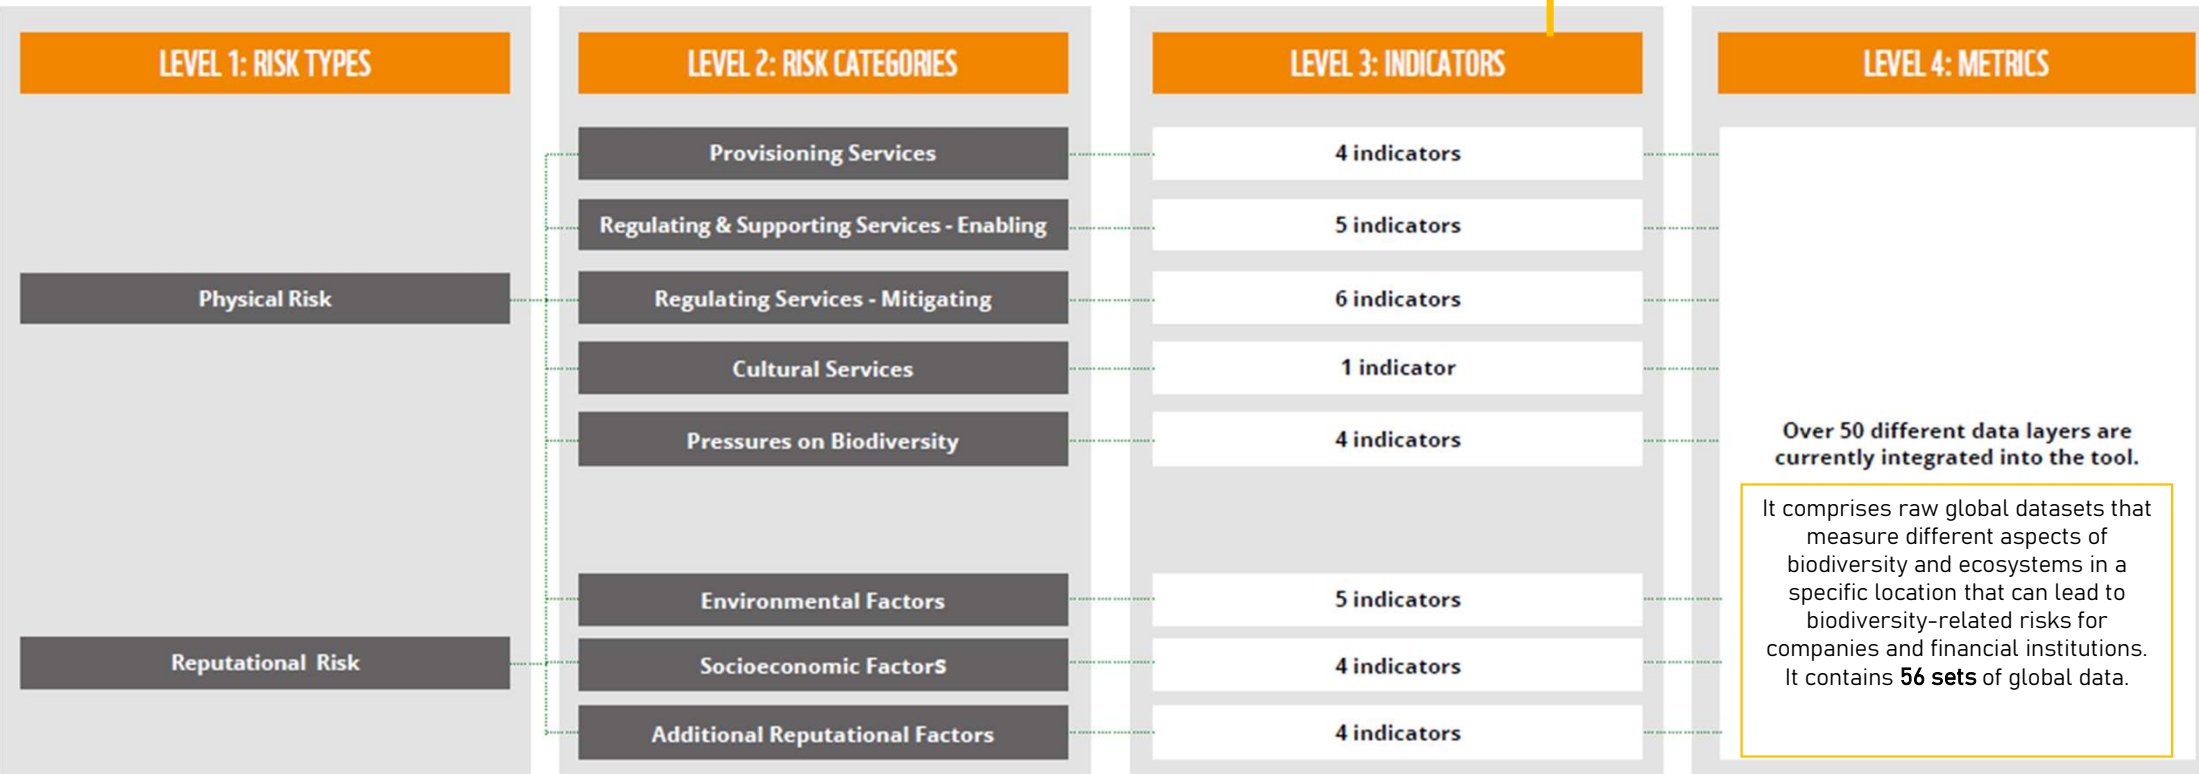 LEVEL 1: RISK TYPES
LEVEL 2: RISK CATEGORIES
LEVEL 3: INDICATORS
LEVEL 4: METRICS
Provisioning Services
4 indicators
Regulating & Supporting Services - Enabling
5 indicators
Physical Risk
Regulating Services - Mitigating
6 indicators
Cultural Services
1 indicator
Pressures on Biodiversity
4 indicators
Over 50 different data layers are
currently integrated into the tool.
It comprises raw global datasets that
measure different aspects of
biodiversity and ecosystems in a
specific location that can lead to
biodiversity-related risks for
companies and financial institutions.
It contains 56 sets of global data.
Environmental Factors
5 indicators
Reputational Risk
Socioeconomic Factors
4 indicators
Additional Reputational Factors
4 indicators